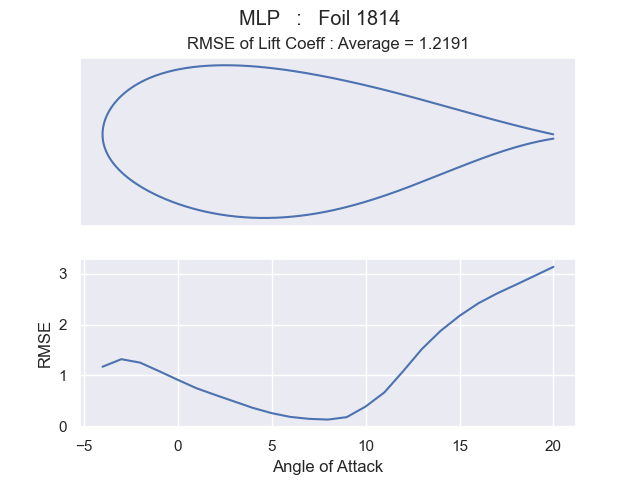 MLP   :   Foil 1814
RMSE of Lift Coeff : Average = 1.2191
3
2
1
0
RMSE
−5
0
5
10
15
20
Angle of Attack